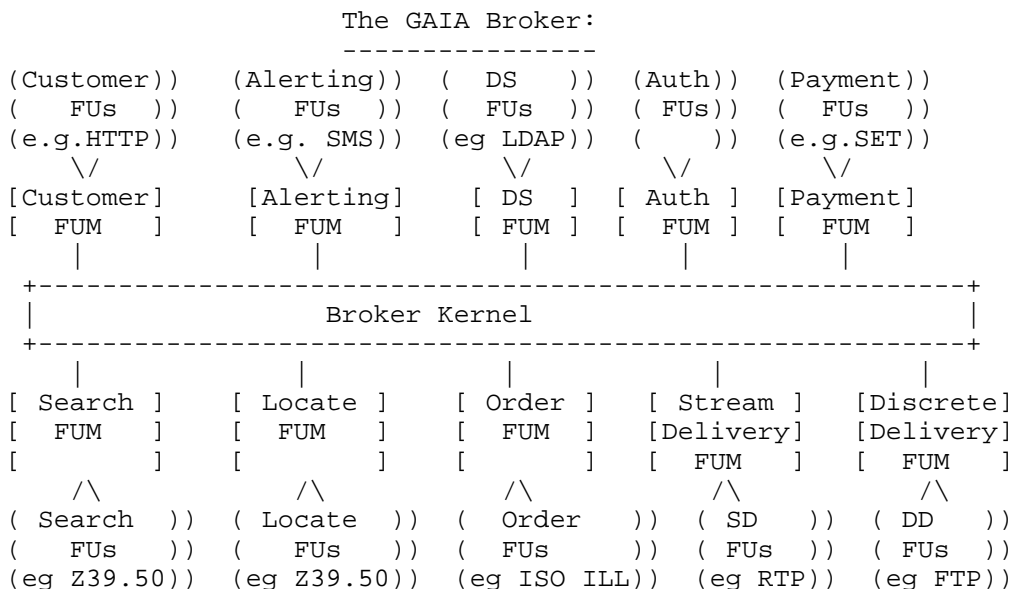 The GAIA Broker:
----------------
(Customer)) (Alerting)) ( DS )) (Auth)) (Payment))
( FUs )) ( FUs )) ( FUs )) ( FUs)) ( FUs ))
(e.g.HTTP)) (e.g. SMS)) (eg LDAP)) ( )) (e.g.SET))
\/ \/ \/ \/ \/
[Customer] [Alerting] [ DS ] [ Auth ] [Payment]
[ FUM ] [ FUM ] [ FUM ] [ FUM ] [ FUM ]
| | | | |
+----------------------------------------------------------+
| Broker Kernel |
+----------------------------------------------------------+
| | | | |
[ Search ] [ Locate ] [ Order ] [ Stream ] [Discrete]
[ FUM ] [ FUM ] [ FUM ] [Delivery] [Delivery]
[ ] [ ] [ ] [ FUM ] [ FUM ]
/\ /\ /\ /\ /\
( Search )) ( Locate )) ( Order )) ( SD )) ( DD ))
( FUs )) ( FUs )) ( FUs )) ( FUs )) ( FUs ))
(eg Z39.50)) (eg Z39.50)) (eg ISO ILL)) (eg RTP)) (eg FTP))